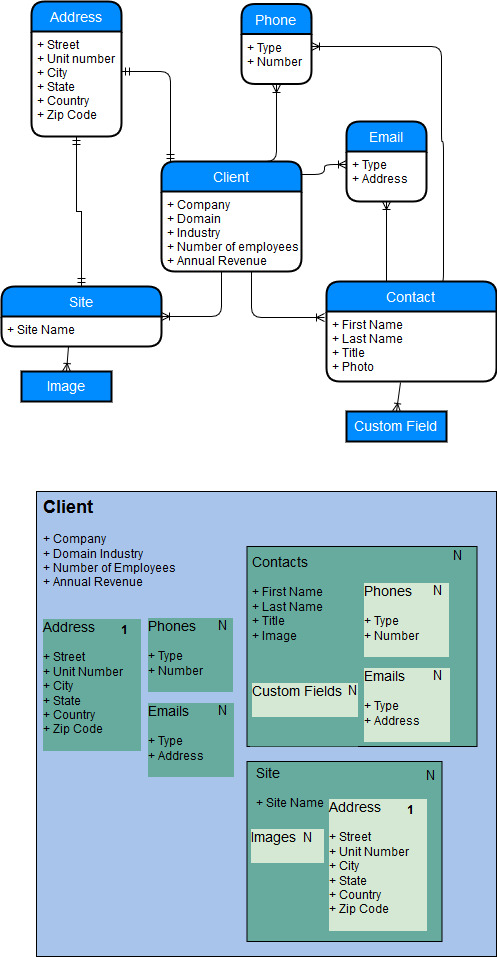 Address
+ Street
+ Unit number
+ City
+ State
+ Country
+ Zip Code
Phone
+ Type
+ Number
Email
+ Type
+ Address
Client
+ Company
+ Domain
+ Industry
+ Number of employees
+ Annual Revenue
Site
+ Site Name
Contact
+ First Name
+ Last Name
+ Title
+ Photo
Image
Custom Field
Client
+ Company
+ Domain Industry
+ Number of Employees
+ Annual Revenue
Address 1
+ Street
+ Unit Number
+ City
+ State
+ Country
+ Zip Code
Phones N
+ Type
+ Number
Emails N
+ Type
+ Address
Contacts N
+ First Name
+ Last Name
+ Title
+ Image
Phones N
+ Type
+ Number
Custom Fields N
Emails N
+ Type
+ Address
Site N
+ Site Name
Images N
Address 1
+ Street
+ Unit Number
+ City
+ State
+ Country
+ Zip Code